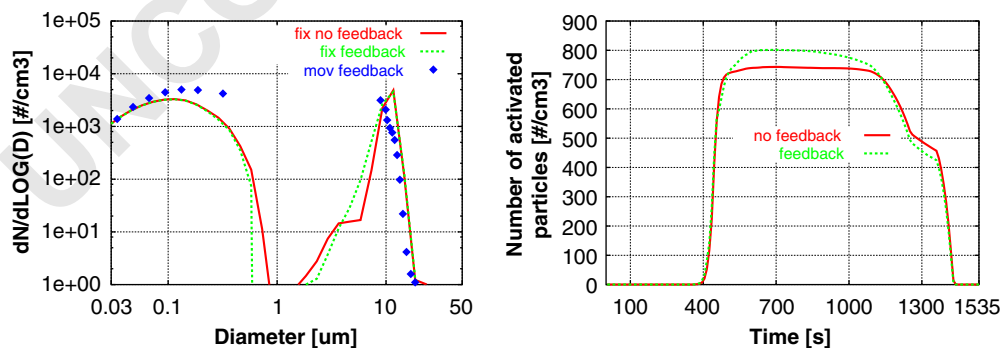 1e+05
1e+04
1e+03
1e+02
1e+01
1e+00
dN/dLOG(D) [#/cm3]
fix no feedback
fix feedback
mov feedback
0.03 0.1 1 10 50
Diameter [um]
UNC
900
800
700
600
500
400
300
200
100
0
Number of activated
particles [#/cm3]
no feedback
feedback
100 400 700 1000 1300 1535
Time [s]